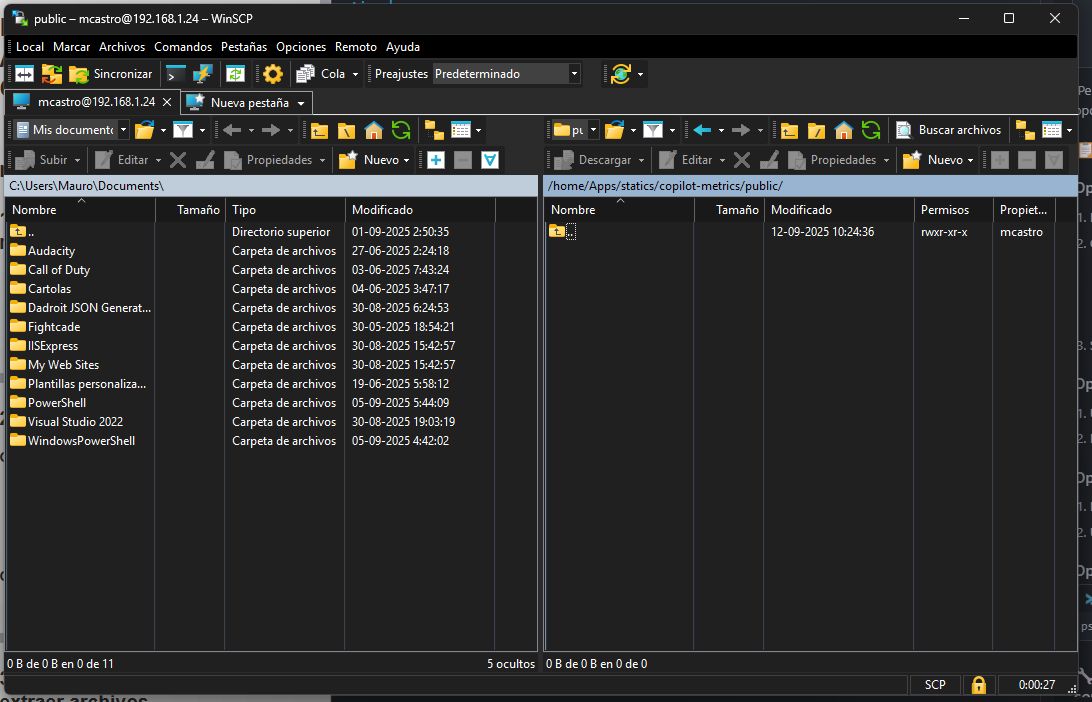 public – mcastro@192.168.1.24 – WinSCP
Local Marcar Archivos Comandos Pestañas Opciones Remoto Ayuda
Sincronizar Cola Preajustes Predeterminado
mcastro@192.168.1.24 Nueva pestaña
Mis document
Buscar archivos
Subir Editar Propiedades Nuevo
Descargar Editar Propiedades Nuevo
C:\Users\Mauro\Documents\
/home/Apps/statics/copilot-metrics/public/
Nombre Tamaño Tipo Modificado
.. Directorio superior 01-09-2025 2:50:35
Audacity Carpeta de archivos 27-06-2025 2:24:18
Call of Duty Carpeta de archivos 03-06-2025 7:43:24
Cartolas Carpeta de archivos 04-06-2025 3:47:17
Dadroit JSON Generat... Carpeta de archivos 30-08-2025 6:24:53
Fightcade Carpeta de archivos 30-05-2025 18:54:21
IISExpress Carpeta de archivos 30-08-2025 15:42:57
My Web Sites Carpeta de archivos 30-08-2025 15:42:57
Plantillas personaliza... Carpeta de archivos 19-06-2025 5:58:12
PowerShell Carpeta de archivos 05-09-2025 5:44:09
Visual Studio 2022 Carpeta de archivos 30-08-2025 19:03:19
WindowsPowerShell Carpeta de archivos 05-09-2025 4:42:02
Nombre Tamaño Modificado Permisos Propiet...
.. 12-09-2025 10:24:36 rwxr-xr-x mcastro
0 B de 0 B en 0 de 11 5 ocultos
0 B de 0 B en 0 de 0
SCP 0:00:27